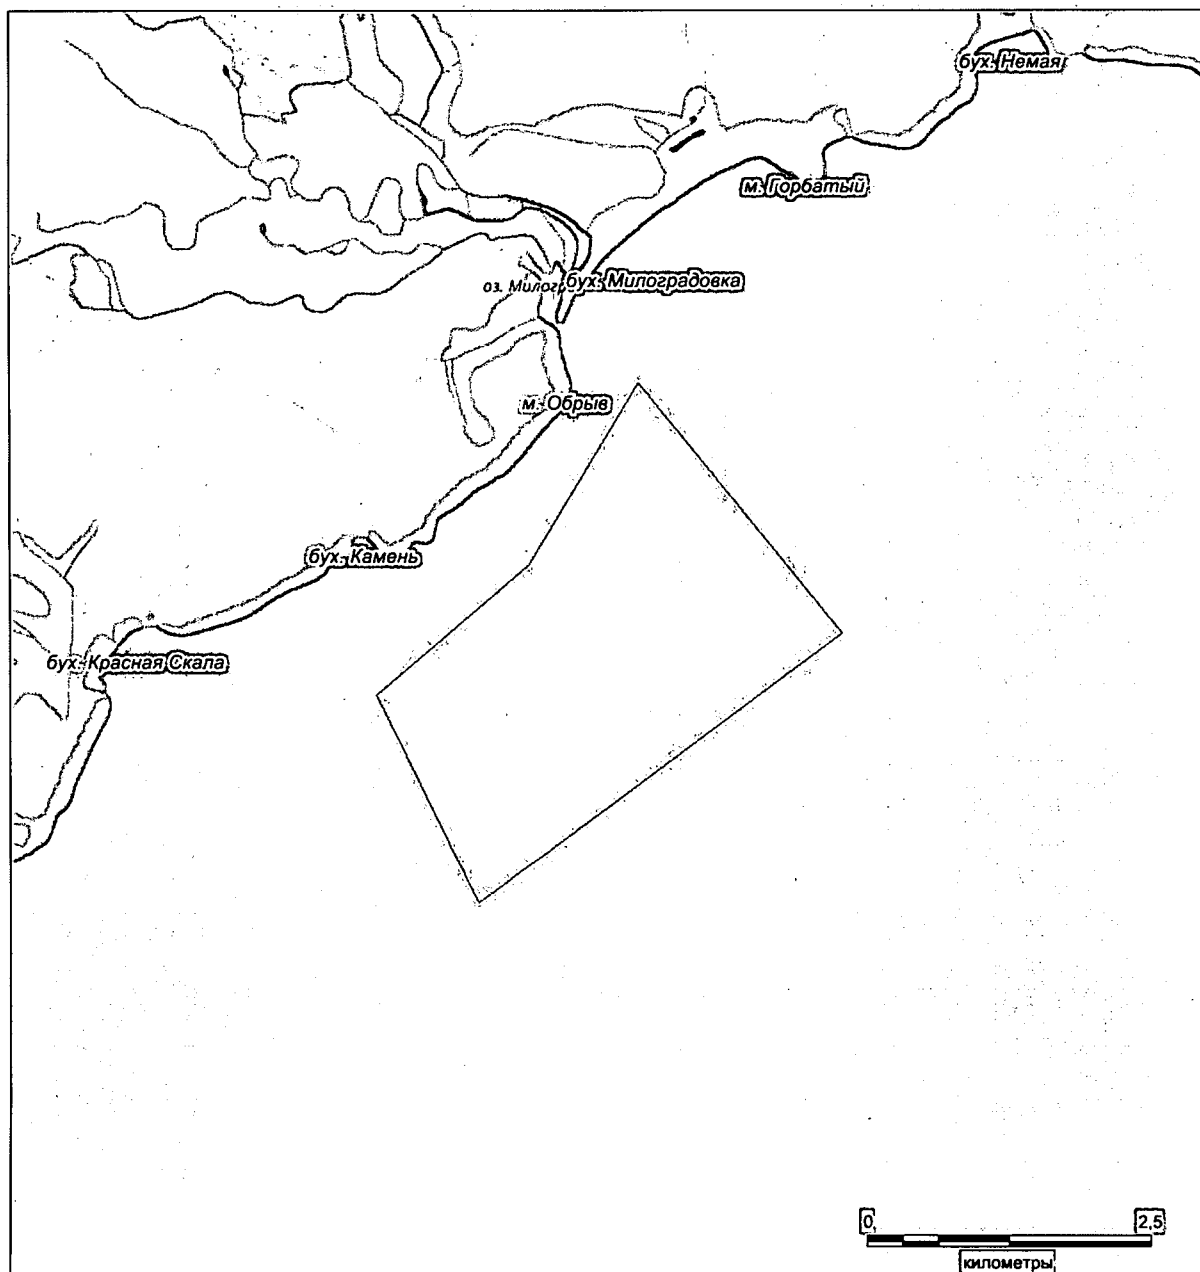 бух. Немая
м. Горбатый
оз. Милог
бух. Милоградовка
м. Обрыв
бух. Камень
бух. Красная Скала
0,
2,5
километры